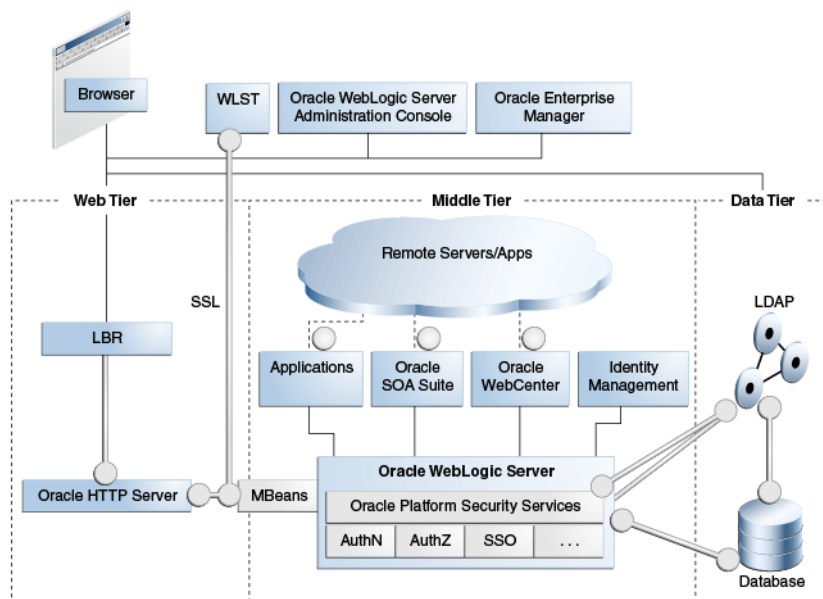 Browser
WLST
Oracle WebLogic Server
Administration Console
Oracle Enterprise
Manager
Web Tier
Middle Tier
Data Tier
Remote Servers/Apps
SSL
LBR
LDAP
Applications
Oracle
SOA Suite
Oracle
WebCenter
Identity
Management
Oracle WebLogic Server
Oracle HTTP Server
MBeans
Oracle Platform Security Services
AuthN
AuthZ
SSO
. . .
Database